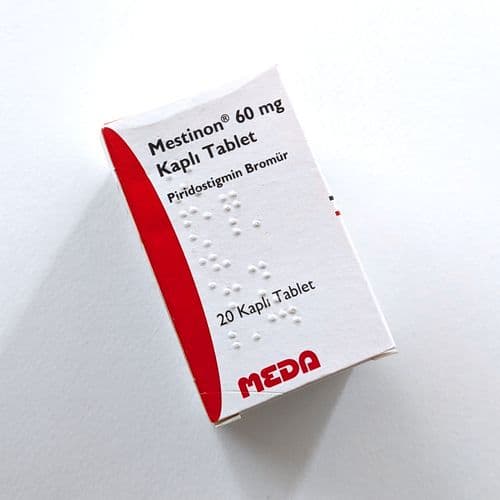 Mestinon® 60 mg
Kaplı Tablet
Piridostigmin Bromür
20 Kaplı Tablet
MEDA